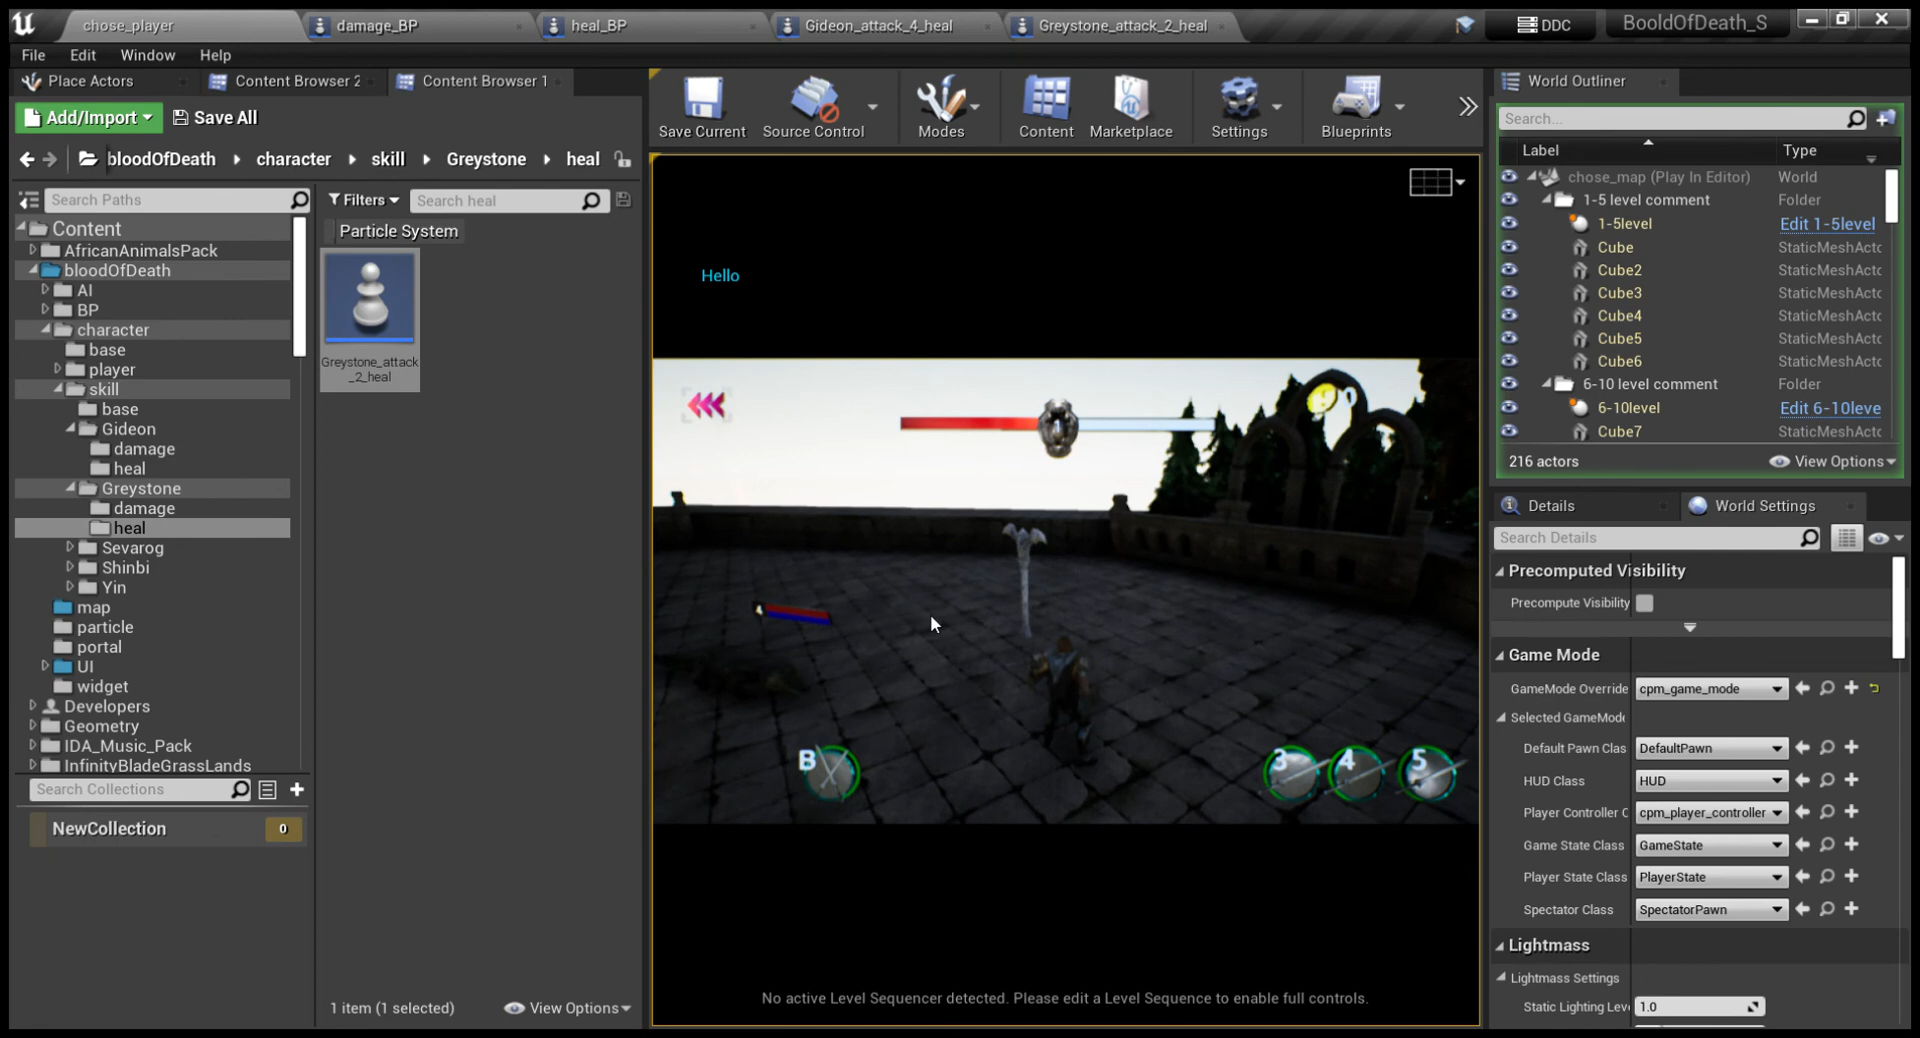 chose_player
damage_BP
heal_BP
Gideon_attack_4_heal
Greystone_attack_2_heal
DDC
BooldOfDeath_S
File Edit Window Help
Place Actors
Content Browser 2
Content Browser 1
Add/Import
Save All
bloodOfDeath character skill Greystone heal
Search Paths
Filters
Search heal
Particle System
Greystone_attack
_2_heal
Content
AfricanAnimalsPack
bloodOfDeath
AI
BP
character
base
player
skill
base
Gideon
damage
heal
Greystone
damage
heal
Sevarog
Shinbi
Yin
map
particle
portal
UI
widget
Developers
Geometry
IDA_Music_Pack
InfinityBladeGrassLands
Search Collections
NewCollection
0
1 item (1 selected)
View Options
Save Current
Source Control
Modes
Content
Marketplace
Settings
Blueprints
Hello
4
B
3
4
5
No active Level Sequencer detected. Please edit a Level Sequence to enable full controls.
World Outliner
Search...
Label Type
chose_map (Play In Editor) World
1-5 level comment Folder
1-5level Edit 1-5level
Cube StaticMeshActo
Cube2 StaticMeshActo
Cube3 StaticMeshActo
Cube4 StaticMeshActo
Cube5 StaticMeshActo
Cube6 StaticMeshActo
6-10 level comment Folder
6-10level Edit 6-10leve
Cube7 StaticMeshActo
216 actors
View Options
Details
World Settings
Search Details
Precomputed Visibility
Precompute Visibility
Game Mode
GameMode Override cpm_game_mode
Selected GameMode
Default Pawn Clas DefaultPawn
HUD Class HUD
Player Controller C cpm_player_controller
Game State Class GameState
Player State Class PlayerState
Spectator Class SpectatorPawn
Lightmass
Lightmass Settings
Static Lighting Leve 1.0